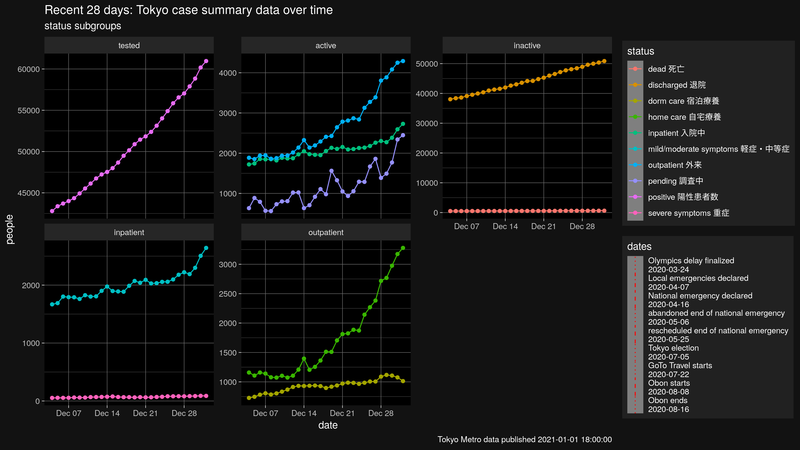 Recent 28 days: Tokyo case summary data over time
status subgroups
tested
active
inactive
60000
55000
50000
45000
4000
3000
2000
1000
50000
40000
30000
20000
10000
0
Dec 07
Dec 14
Dec 21
Dec 28
inpatient
outpatient
2000
1000
0
3000
2500
2000
1500
1000
Dec 07
Dec 14
Dec 21
Dec 28
Dec 07
Dec 14
Dec 21
Dec 28
people
date
status
dead 死亡
discharged 退院
dorm care 宿泊療養
home care 自宅療養
inpatient 入院中
mild/moderate symptoms 軽症・中等症
outpatient 外来
pending 調査中
positive 陽性患者数
severe symptoms 重症
dates
Olympics delay finalized
2020-03-24
Local emergencies declared
2020-04-07
National emergency declared
2020-04-16
abandoned end of national emergency
2020-05-06
rescheduled end of national emergency
2020-05-25
Tokyo election
2020-07-05
GoTo Travel starts
2020-07-22
Obon starts
2020-08-08
Obon ends
2020-08-16
Tokyo Metro data published 2021-01-01 18:00:00